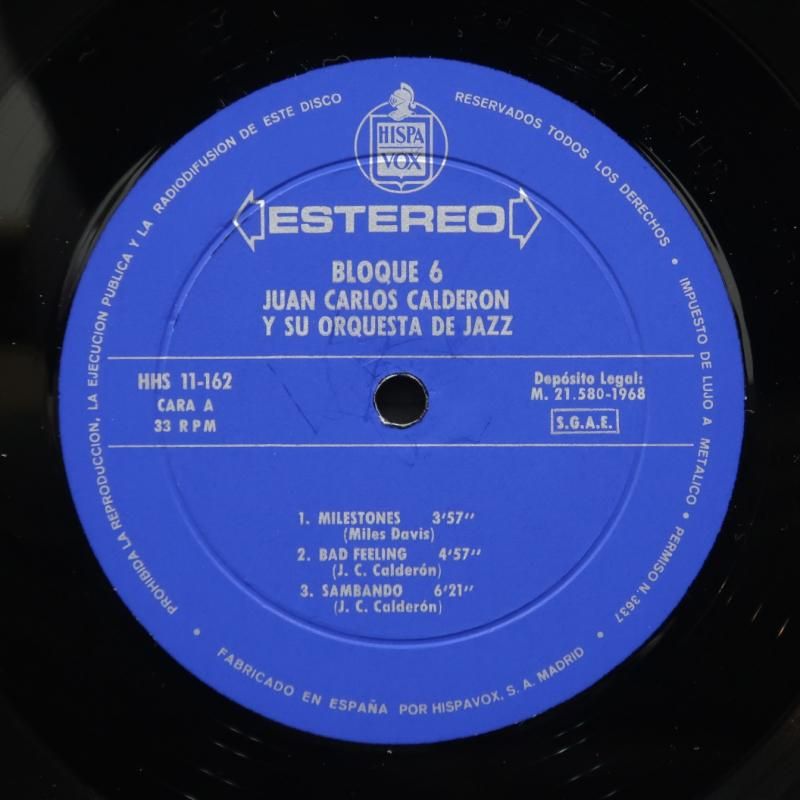 PROHIBIDA LA REPRODUCCION, LA EJECUCION PUBLICA Y LA RADIODIFUSION DE ESTE DISCO
RESERVADOS TODOS LOS DERECHOS • IMPUESTO DE LUJO A METALICO • PERMISO N. 3637
HISPA
VOX
ESTEREO
BLOQUE 6
JUAN CARLOS CALDERON
Y SU ORQUESTA DE JAZZ
HHS 11-162
CARA A
33 RPM
Depósito Legal:
M. 21.580-1968
S.G.A.E.
1. MILESTONES 3'57''
(Miles Davis)
2. BAD FEELING 4'57''
(J. C. Calderón)
3. SAMBANDO 6'21''
(J. C. Calderón)
• FABRICADO EN ESPAÑA POR HISPAVOX, S. A. MADRID •